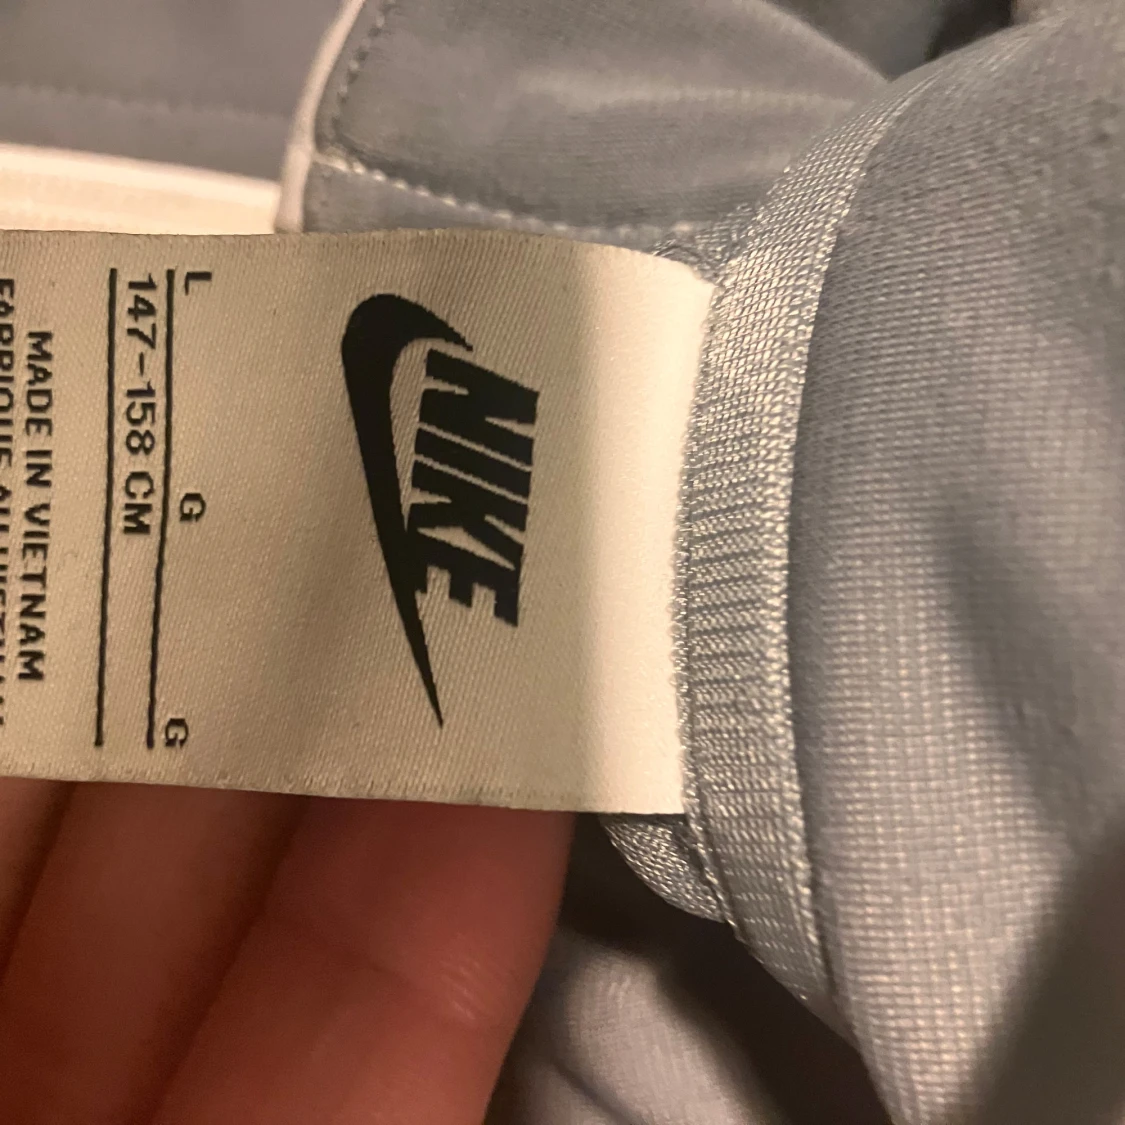 NIKE
L G G
147-158 CM
MADE IN VIETNAM